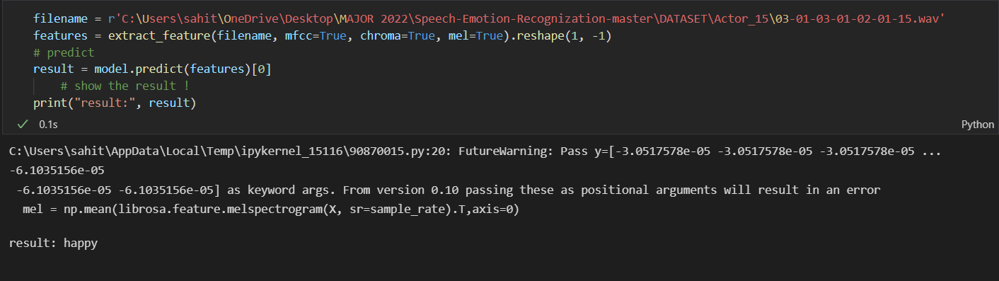 filename = r'C:\Users\sahit\OneDrive\Desktop\MAJOR 2022\Speech-Emotion-Recognization-master\DATASET\Actor_15\03-01-03-01-02-01-15.wav'
features = extract_feature(filename, mfcc=True, chroma=True, mel=True).reshape(1, -1)
# predict
result = model.predict(features)[0]
    # show the result !
print("result:", result)
0.1s
Python
C:\Users\sahit\AppData\Local\Temp\ipykernel_15116\90870015.py:20: FutureWarning: Pass y=[-3.0517578e-05 -3.0517578e-05 -3.0517578e-05 ...
-6.1035156e-05
 -6.1035156e-05 -6.1035156e-05] as keyword args. From version 0.10 passing these as positional arguments will result in an error
  mel = np.mean(librosa.feature.melspectrogram(X, sr=sample_rate).T,axis=0)
result: happy